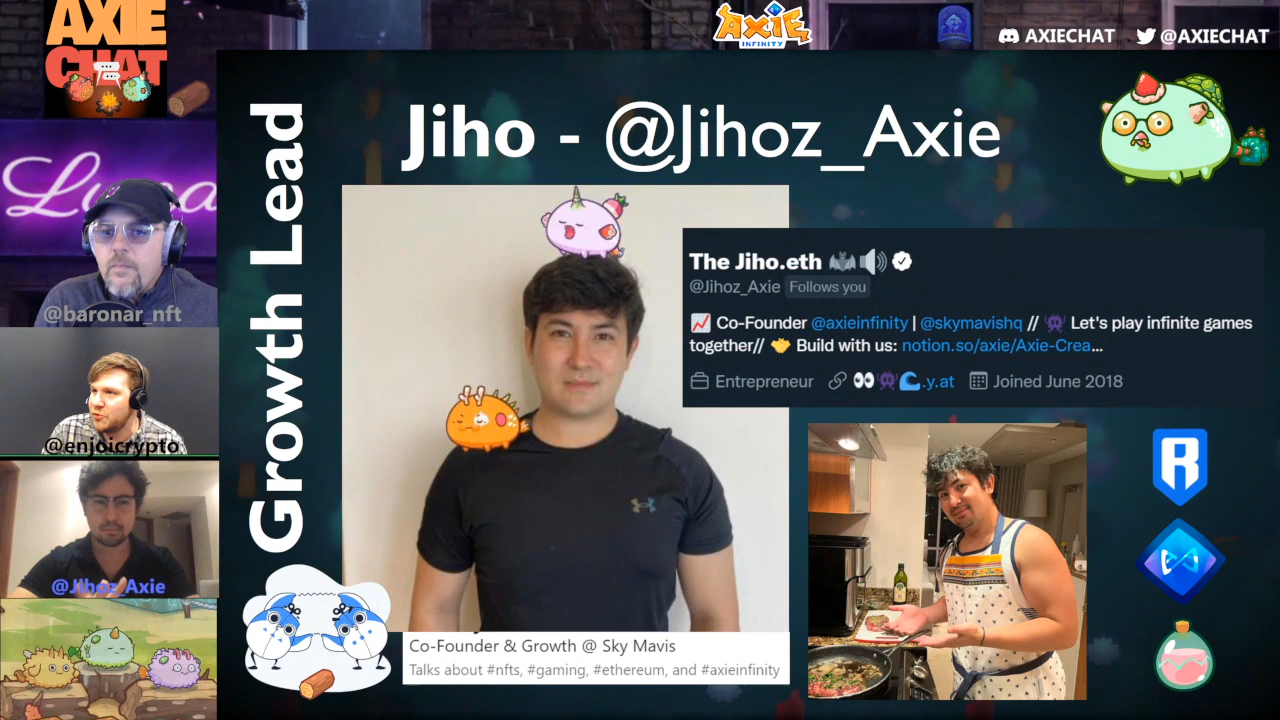 AXIE
CHAT
AXIE
INFINITY
AXIECHAT
@AXIECHAT
Jiho - @Jihoz_Axie
Growth Lead
@baronar_nft
@enjoicrypto
@Jihoz_Axie
The Jiho.eth
@Jihoz_Axie Follows you
Co-Founder @axieinfinity | @skymavishq // Let's play infinite games
together// Build with us: notion.so/axie/Axie-Crea...
Entrepreneur .y.at Joined June 2018
Co-Founder & Growth @ Sky Mavis
Talks about #nfts, #gaming, #ethereum, and #axieinfinity
R